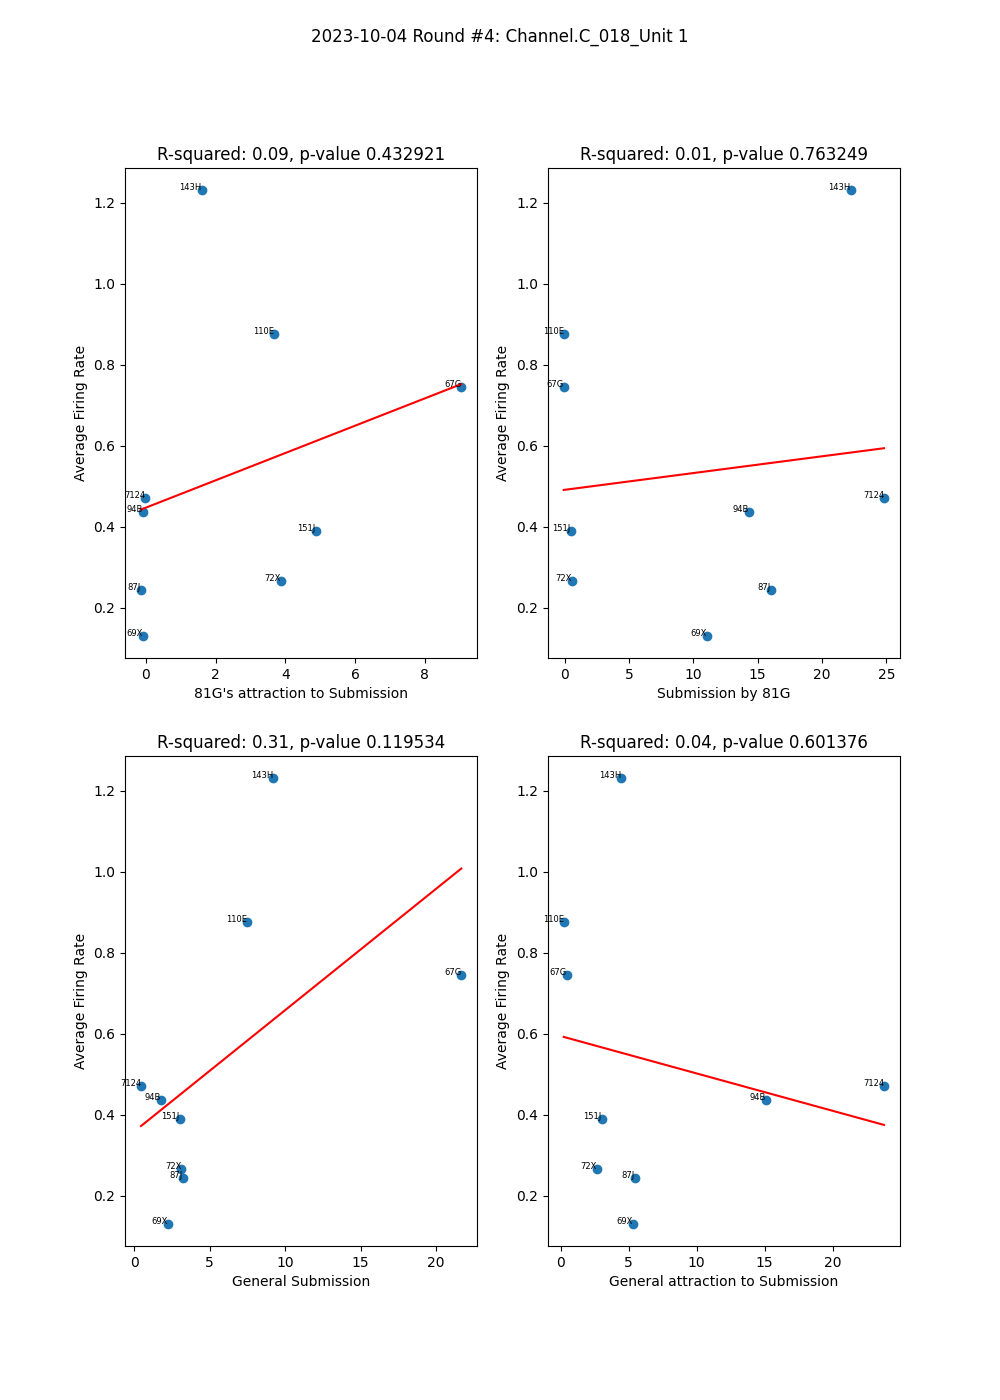 2023-10-04 Round #4: Channel.C_018_Unit 1
R-squared: 0.09, p-value 0.432921
Average Firing Rate
1.2
1.0
0.8
0.6
0.4
0.2
143H
110E
67G
7124
94B
151J
72X
87J
69X
0 2 4 6 8
81G's attraction to Submission
R-squared: 0.01, p-value 0.763249
Average Firing Rate
1.2
1.0
0.8
0.6
0.4
0.2
143H
110E
67G
7124
94B
151J
72X
87J
69X
0 5 10 15 20 25
Submission by 81G
R-squared: 0.31, p-value 0.119534
Average Firing Rate
1.2
1.0
0.8
0.6
0.4
0.2
143H
110E
67G
7124
94B
151J
72X
87J
69X
0 5 10 15 20
General Submission
R-squared: 0.04, p-value 0.601376
Average Firing Rate
1.2
1.0
0.8
0.6
0.4
0.2
143H
110E
67G
7124
94B
151J
72X
87J
69X
0 5 10 15 20
General attraction to Submission